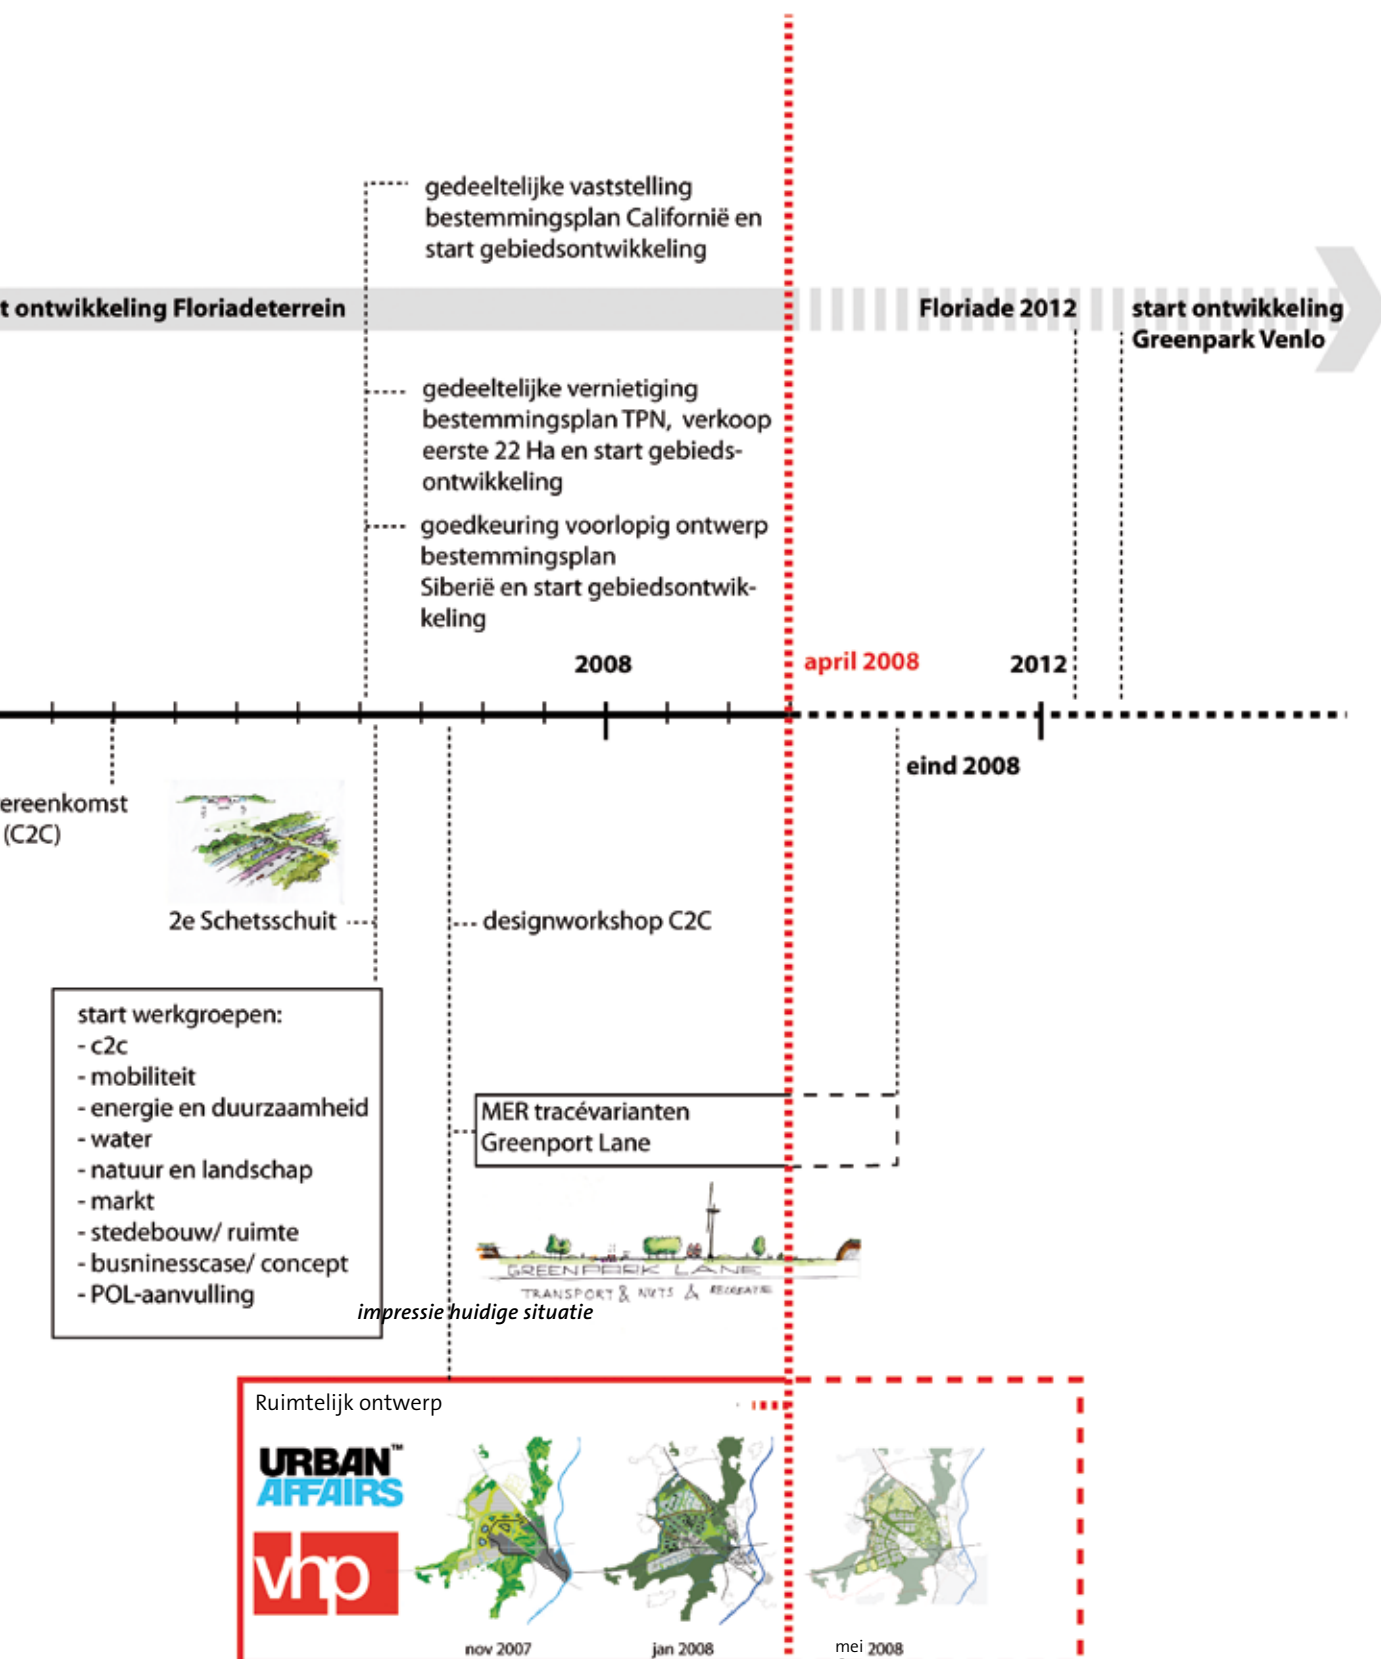 gedeeltelijke vaststelling
bestemmingsplan Californië en
start gebiedsontwikkeling
t ontwikkeling Floriadeterrein
Floriade 2012
start ontwikkeling
Greenpark Venlo
gedeeltelijke vernietiging
bestemmingsplan TPN, verkoop
eerste 22 Ha en start gebieds-
ontwikkeling
goedkeuring voorlopig ontwerp
bestemmingsplan
Siberië en start gebiedsontwik-
keling
2008
april 2008
2012
eind 2008
ereenkomst
(C2C)
2e Schetsschuit
designworkshop C2C
start werkgroepen:
- c2c
- mobiliteit
- energie en duurzaamheid
- water
- natuur en landschap
- markt
- stedebouw/ ruimte
- busninesscase/ concept
- POL-aanvulling
MER tracévarianten
Greenport Lane
GREENPARK LANE
TRANSPORT & NUTS & RECREATIE
impressie huidige situatie
Ruimtelijk ontwerp
URBAN™
AFFAIRS
vhp
nov 2007
jan 2008
mei 2008